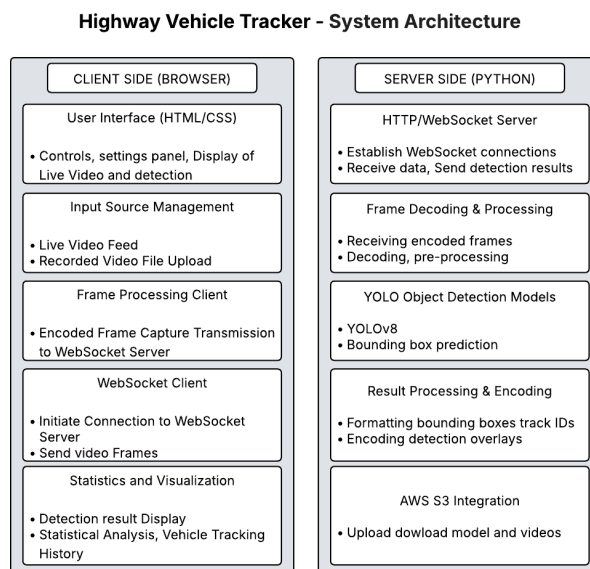 Highway Vehicle Tracker - System Architecture
CLIENT SIDE (BROWSER)
User Interface (HTML/CSS)
• Controls, settings panel, Display of
Live Video and detection
Input Source Management
• Live Video Feed
• Recorded Video File Upload
Frame Processing Client
• Encoded Frame Capture Transmission
to WebSocket Server
WebSocket Client
• Initiate Connection to WebSocket
Server
• Send video Frames
Statistics and Visualization
• Detection result Display
• Statistical Analysis, Vehicle Tracking
History
SERVER SIDE (PYTHON)
HTTP/WebSocket Server
• Establish WebSocket connections
• Receive data, Send detection results
Frame Decoding & Processing
• Receiving encoded frames
• Decoding, pre-processing
YOLO Object Detection Models
• YOLOv8
• Bounding box prediction
Result Processing & Encoding
• Formatting bounding boxes track IDs
• Encoding detection overlays
AWS S3 Integration
• Upload dowload model and videos